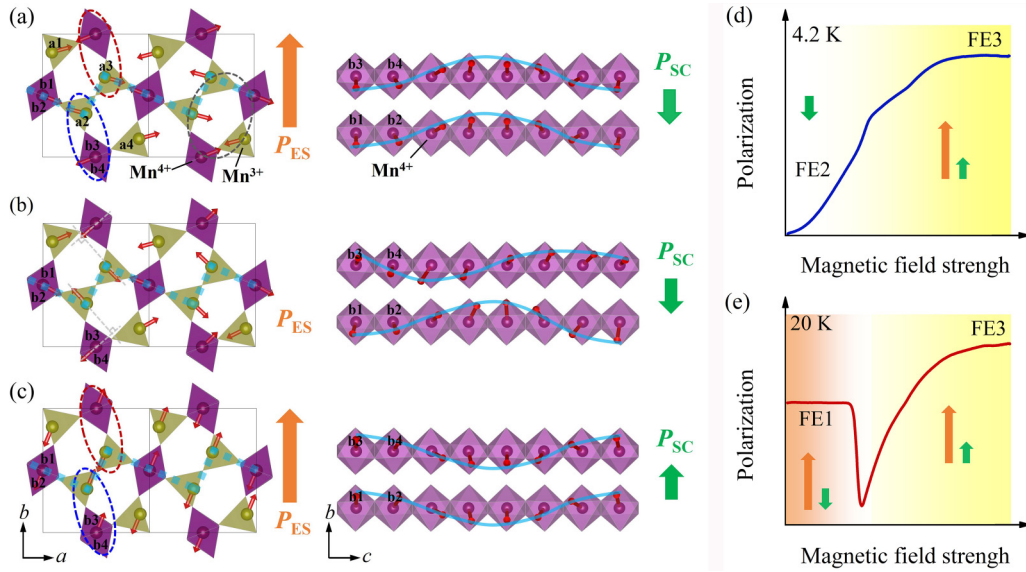 (a)
a1
a3
b1
b2
a2
b3
b4
a4
Mn4+
Mn3+
PES
b3 b4
b1 b2
Mn4+
PSC
(b)
b1
b2
b3
b4
PES
b3 b4
b1 b2
PSC
(c)
b1
b2
b3
b4
PES
b3 b4
b1 b2
PSC
b
a
b
c
(d)
4.2 K
FE3
FE2
Polarization
Magnetic field strengh
(e)
20 K
FE3
FE1
Polarization
Magnetic field strengh